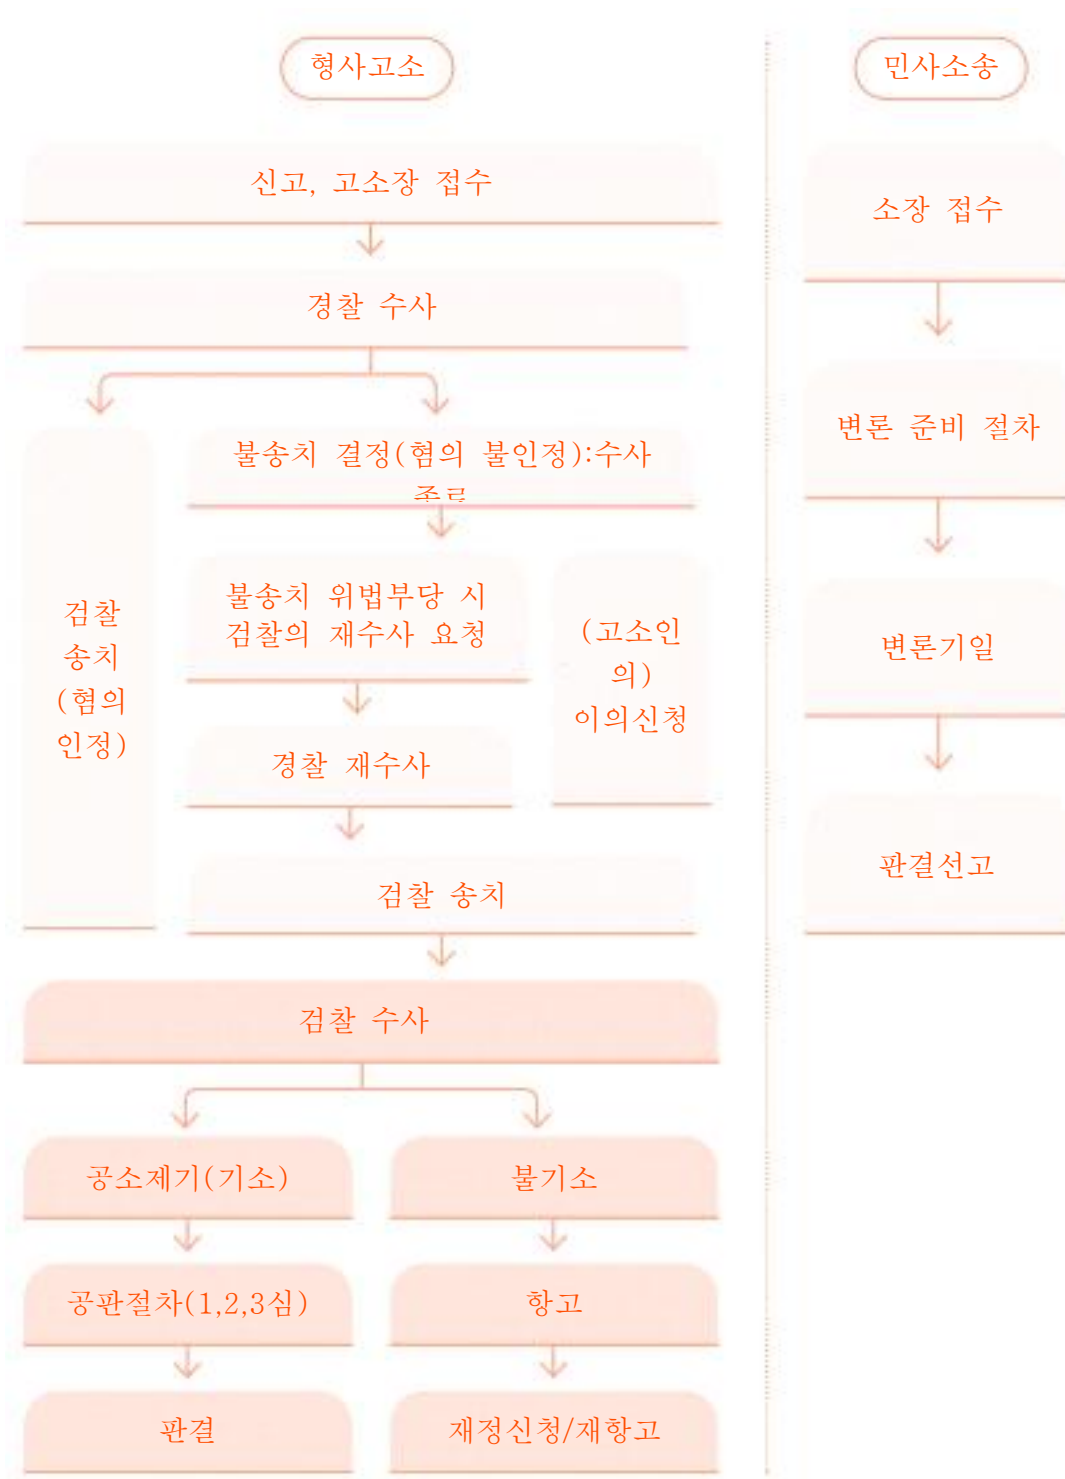 형사고소
신고, 고소장 접수
경찰 수사
검찰
송치
(혐의
인정)
불송치 결정(혐의 불인정):수사
종료
불송치 위법부당 시
검찰의 재수사 요청
(고소인
의)
이의신청
경찰 재수사
검찰 송치
검찰 수사
공소제기(기소)
불기소
공판절차(1,2,3심)
항고
판결
재정신청/재항고
민사소송
소장 접수
변론 준비 절차
변론기일
판결선고